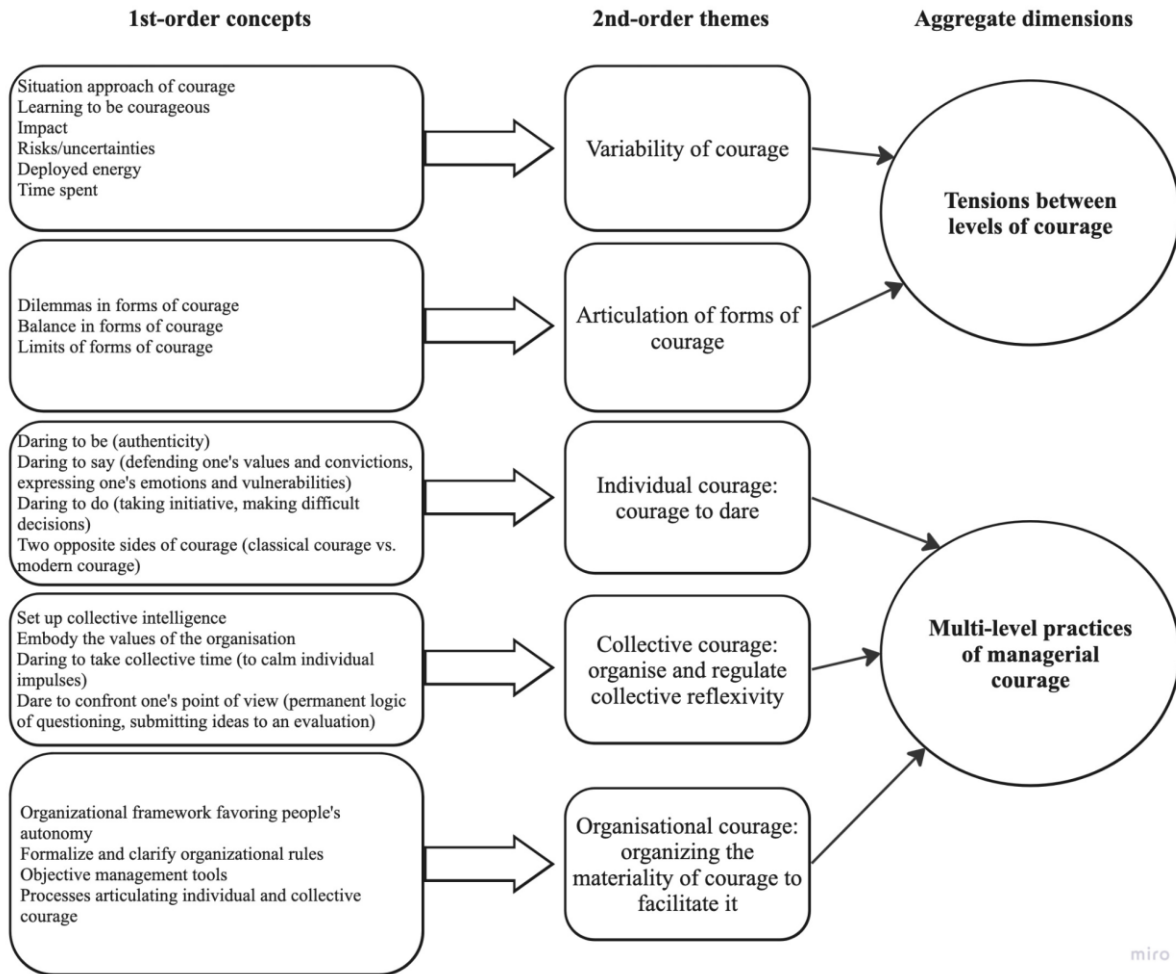 1st-order concepts
2nd-order themes
Aggregate dimensions
Situation approach of courage
Learning to be courageous
Impact
Risks/uncertainties
Deployed energy
Time spent
Variability of courage
Tensions between
levels of courage
Dilemmas in forms of courage
Balance in forms of courage
Limits of forms of courage
Articulation of forms of
courage
Daring to be (authenticity)
Daring to say (defending one's values and convictions,
expressing one's emotions and vulnerabilities)
Daring to do (taking initiative, making difficult
decisions)
Two opposite sides of courage (classical courage vs.
modern courage)
Individual courage:
courage to dare
Set up collective intelligence
Embody the values of the organisation
Daring to take collective time (to calm individual
impulses)
Dare to confront one's point of view (permanent logic
of questioning, submitting ideas to an evaluation)
Collective courage:
organise and regulate
collective reflexivity
Multi-level practices
of managerial
courage
Organizational framework favoring people's
autonomy
Formalize and clarify organizational rules
Objective management tools
Processes articulating individual and collective
courage
Organisational courage:
organizing the
materiality of courage to
facilitate it
miro